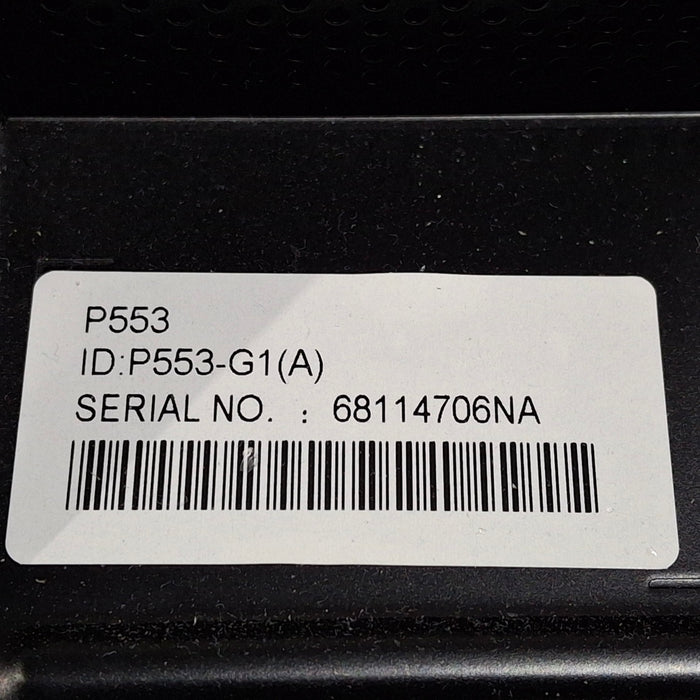 P553
ID:P553-G1(A)
SERIAL NO. : 68114706NA